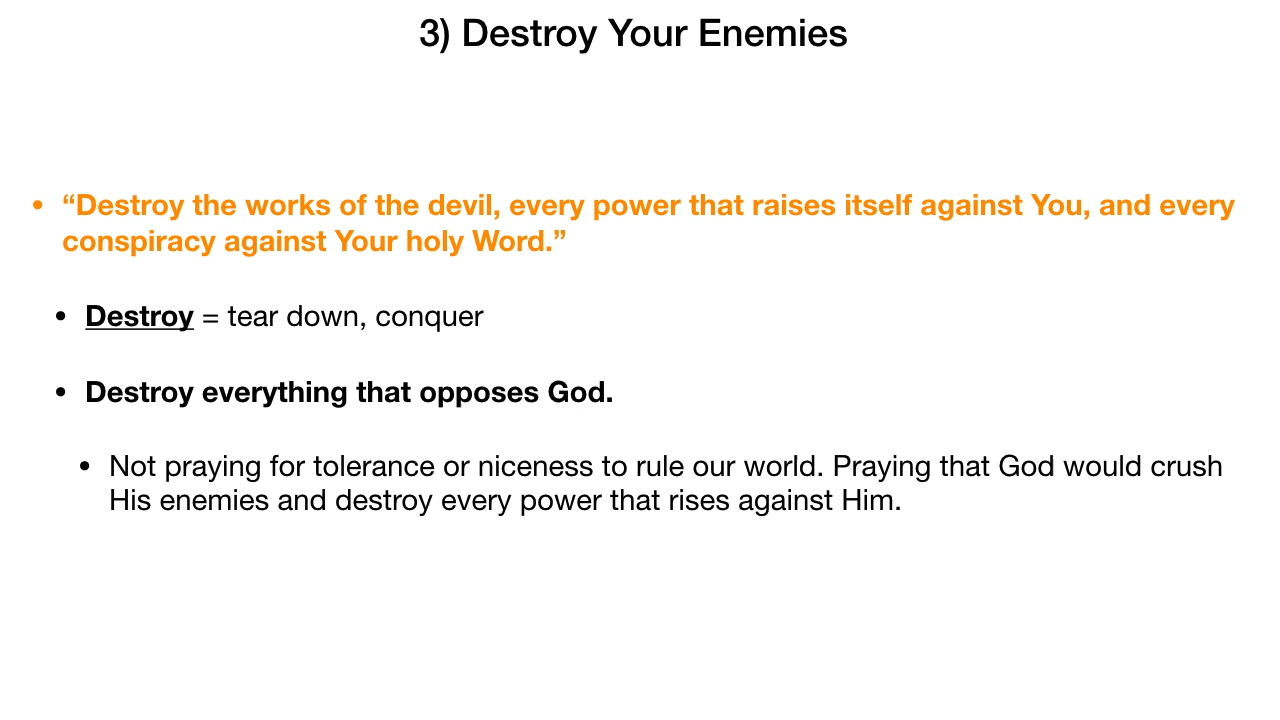 3) Destroy Your Enemies
• “Destroy the works of the devil, every power that raises itself against You, and every
conspiracy against Your holy Word.”
• Destroy = tear down, conquer
• Destroy everything that opposes God.
• Not praying for tolerance or niceness to rule our world. Praying that God would crush
His enemies and destroy every power that rises against Him.